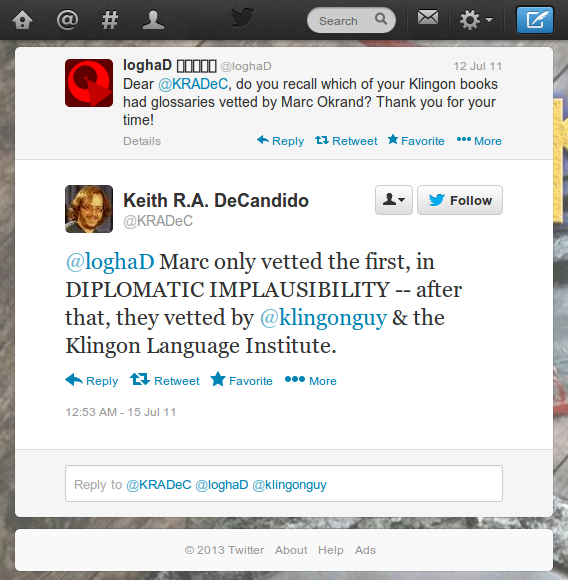 Search
loghaD @loghaD 12 Jul 11
Dear @KRADeC, do you recall which of your Klingon books
had glossaries vetted by Marc Okrand? Thank you for your
time!
Details Reply Retweet Favorite More
Keith R.A. DeCandido
@KRADeC
Follow
@loghaD Marc only vetted the first, in
DIPLOMATIC IMPLAUSIBILITY -- after
that, they vetted by @klingonguy & the
Klingon Language Institute.
Reply Retweet Favorite More
12:53 AM - 15 Jul 11
Reply to @KRADeC @loghaD @klingonguy
© 2013 Twitter About Help Ads